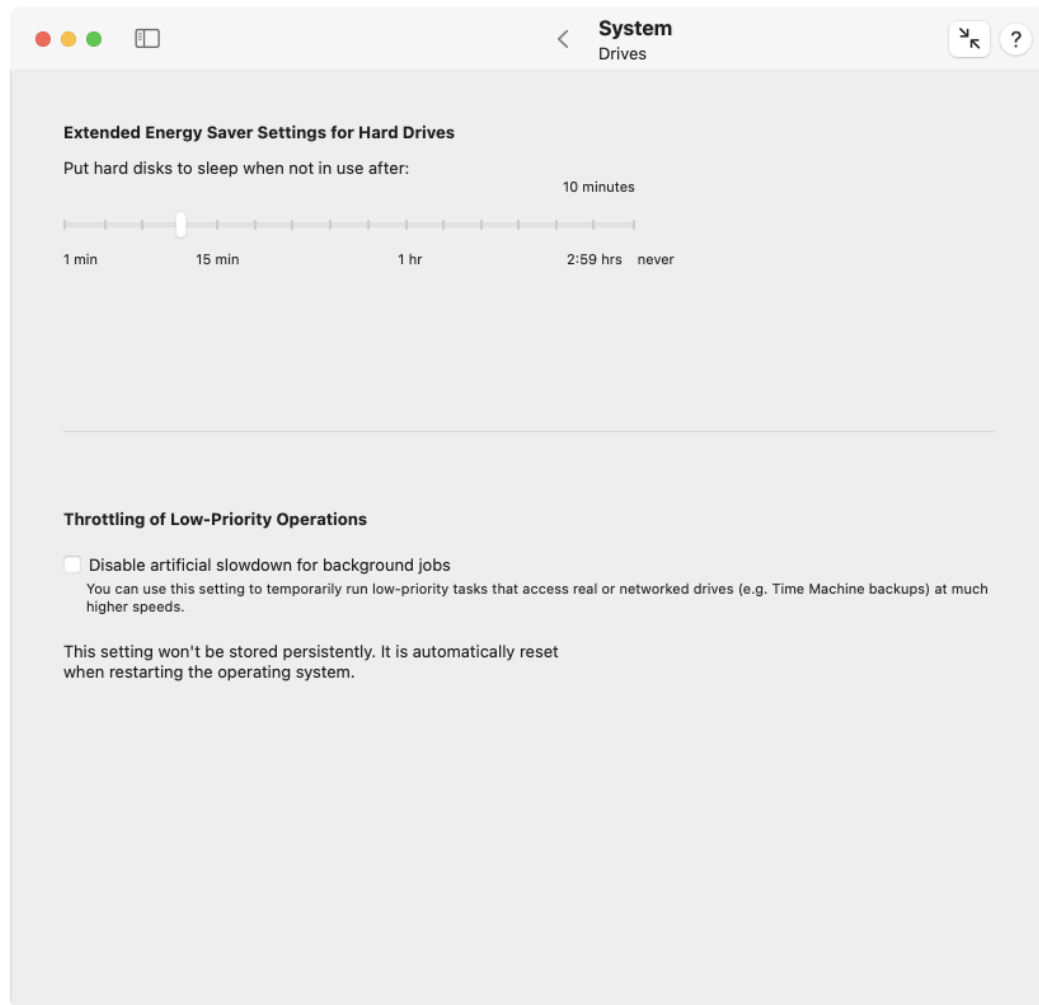 System
Drives
?
Extended Energy Saver Settings for Hard Drives
Put hard disks to sleep when not in use after:
10 minutes
1 min 15 min 1 hr 2:59 hrs never
Throttling of Low-Priority Operations
Disable artificial slowdown for background jobs
You can use this setting to temporarily run low-priority tasks that access real or networked drives (e.g. Time Machine backups) at much
higher speeds.
This setting won't be stored persistently. It is automatically reset
when restarting the operating system.